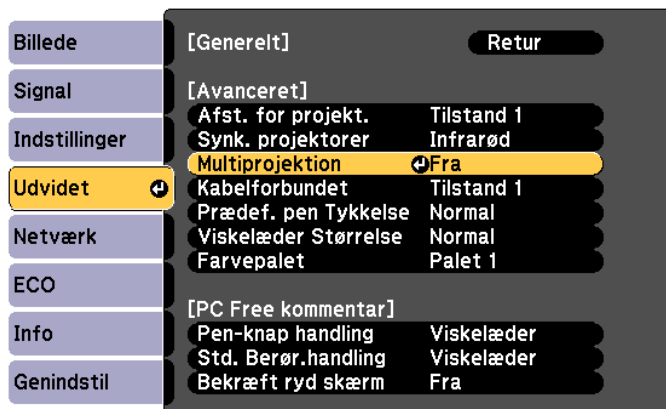 Billede
Signal
Indstillinger
Udvidet
Netværk
ECO
Info
Genindstil
[Generelt] Retur
[Avanceret]
Afst. for projekt. Tilstand 1
Synk. projektorer Infrarød
Multiprojektion Fra
Kabelforbundet Tilstand 1
Prædef. pen Tykkelse Normal
Viskelæder Størrelse Normal
Farvepalet Palet 1
[PC Free kommentar]
Pen-knap handling Viskelæder
Std. Berør.handling Viskelæder
Bekræft ryd skærm Fra